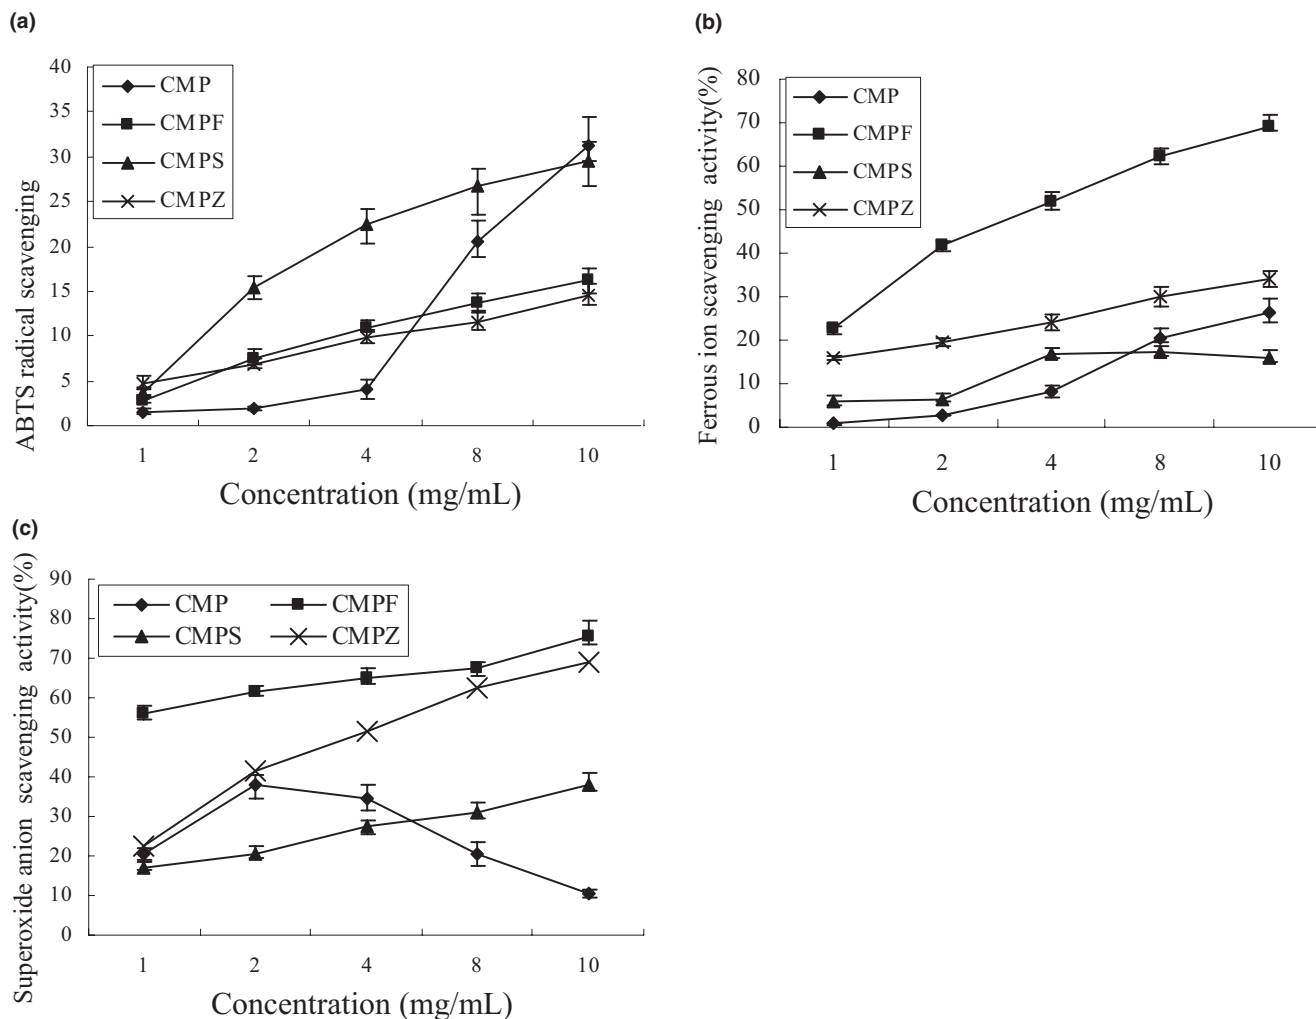 (a)
ABTS radical scavenging
40
35
30
25
20
15
10
5
0
CMP
CMPF
CMPS
CMPZ
1 2 4 8 10
Concentration (mg/mL)
(b)
Ferrous ion scavenging activity(%)
80
70
60
50
40
30
20
10
0
CMP
CMPF
CMPS
CMPZ
1 2 4 8 10
Concentration (mg/mL)
(c)
Superoxide anion scavenging activity(%)
90
80
70
60
50
40
30
20
10
0
CMP CMPF
CMPS CMPZ
1 2 4 8 10
Concentration (mg/mL)